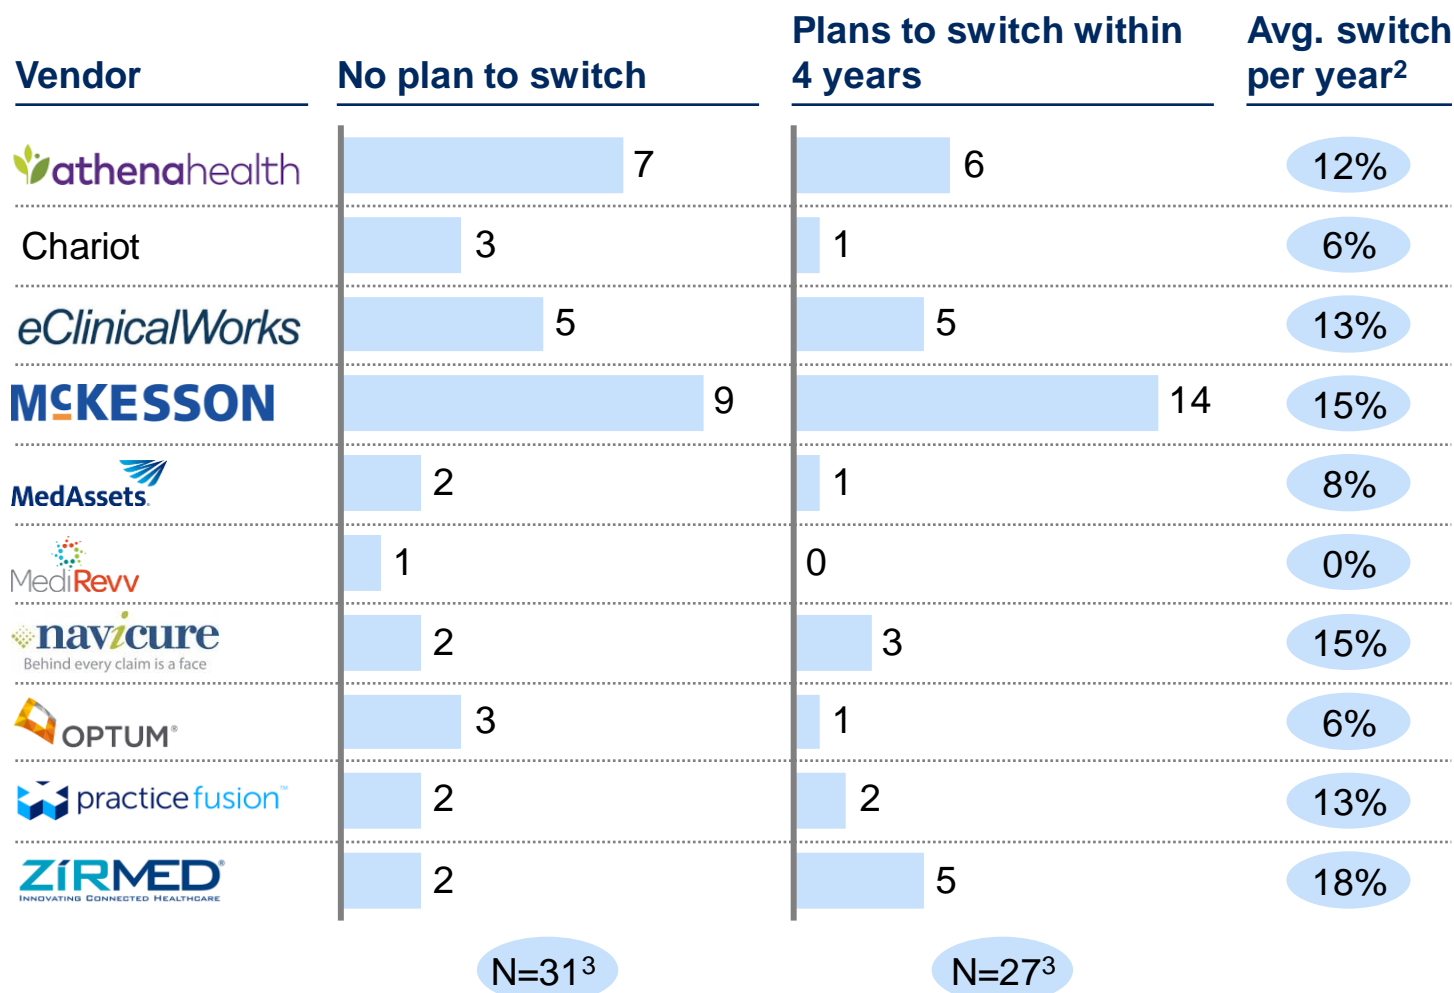 Vendor No plan to switch Plans to switch within 4 years Avg. switch per year²
athenahealth 7 6 12%
Chariot 3 1 6%
eClinicalWorks 5 5 13%
MCKESSON 9 14 15%
MedAssets 2 1 8%
MediRevv 1 0 0%
navicure 2 3 15%
Behind every claim is a face
OPTUM® 3 1 6%
practice fusion™ 2 2 13%
ZIRMED® 2 5 18%
INNOVATING CONNECTED HEALTHCARE
N=31³ N=27³